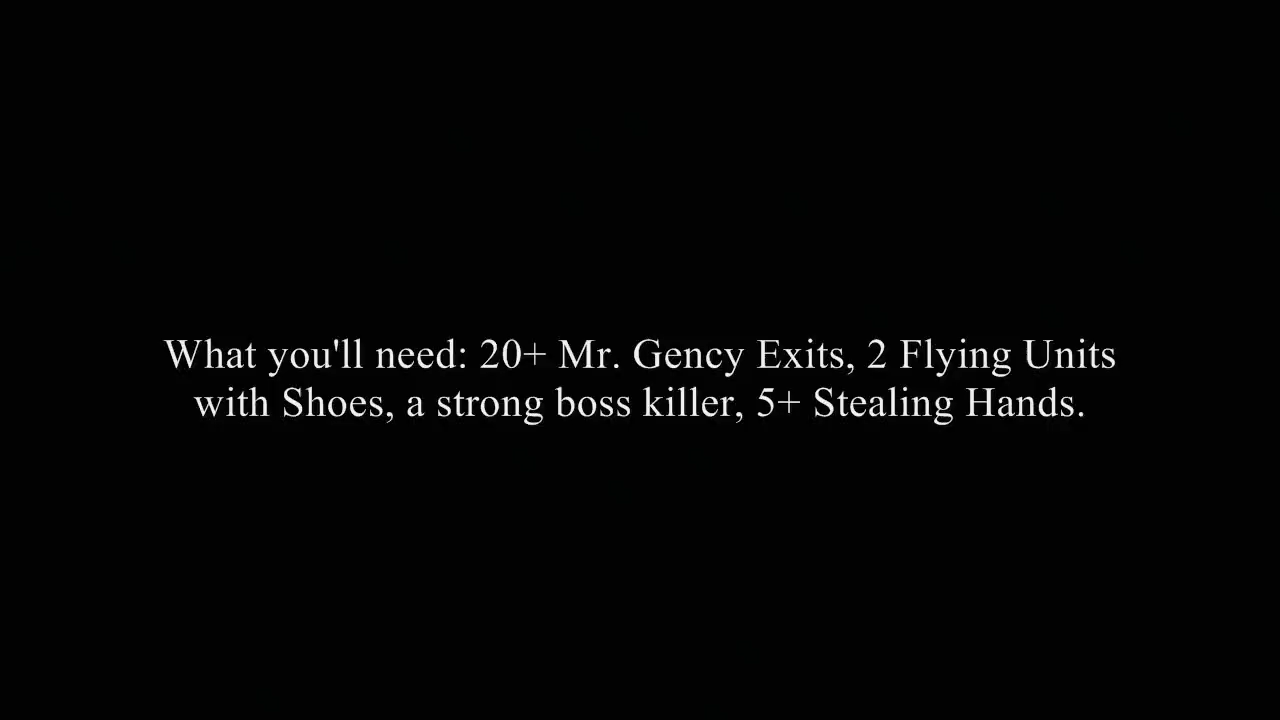 What you'll need: 20+ Mr. Gency Exits, 2 Flying Units
with Shoes, a strong boss killer, 5+ Stealing Hands.